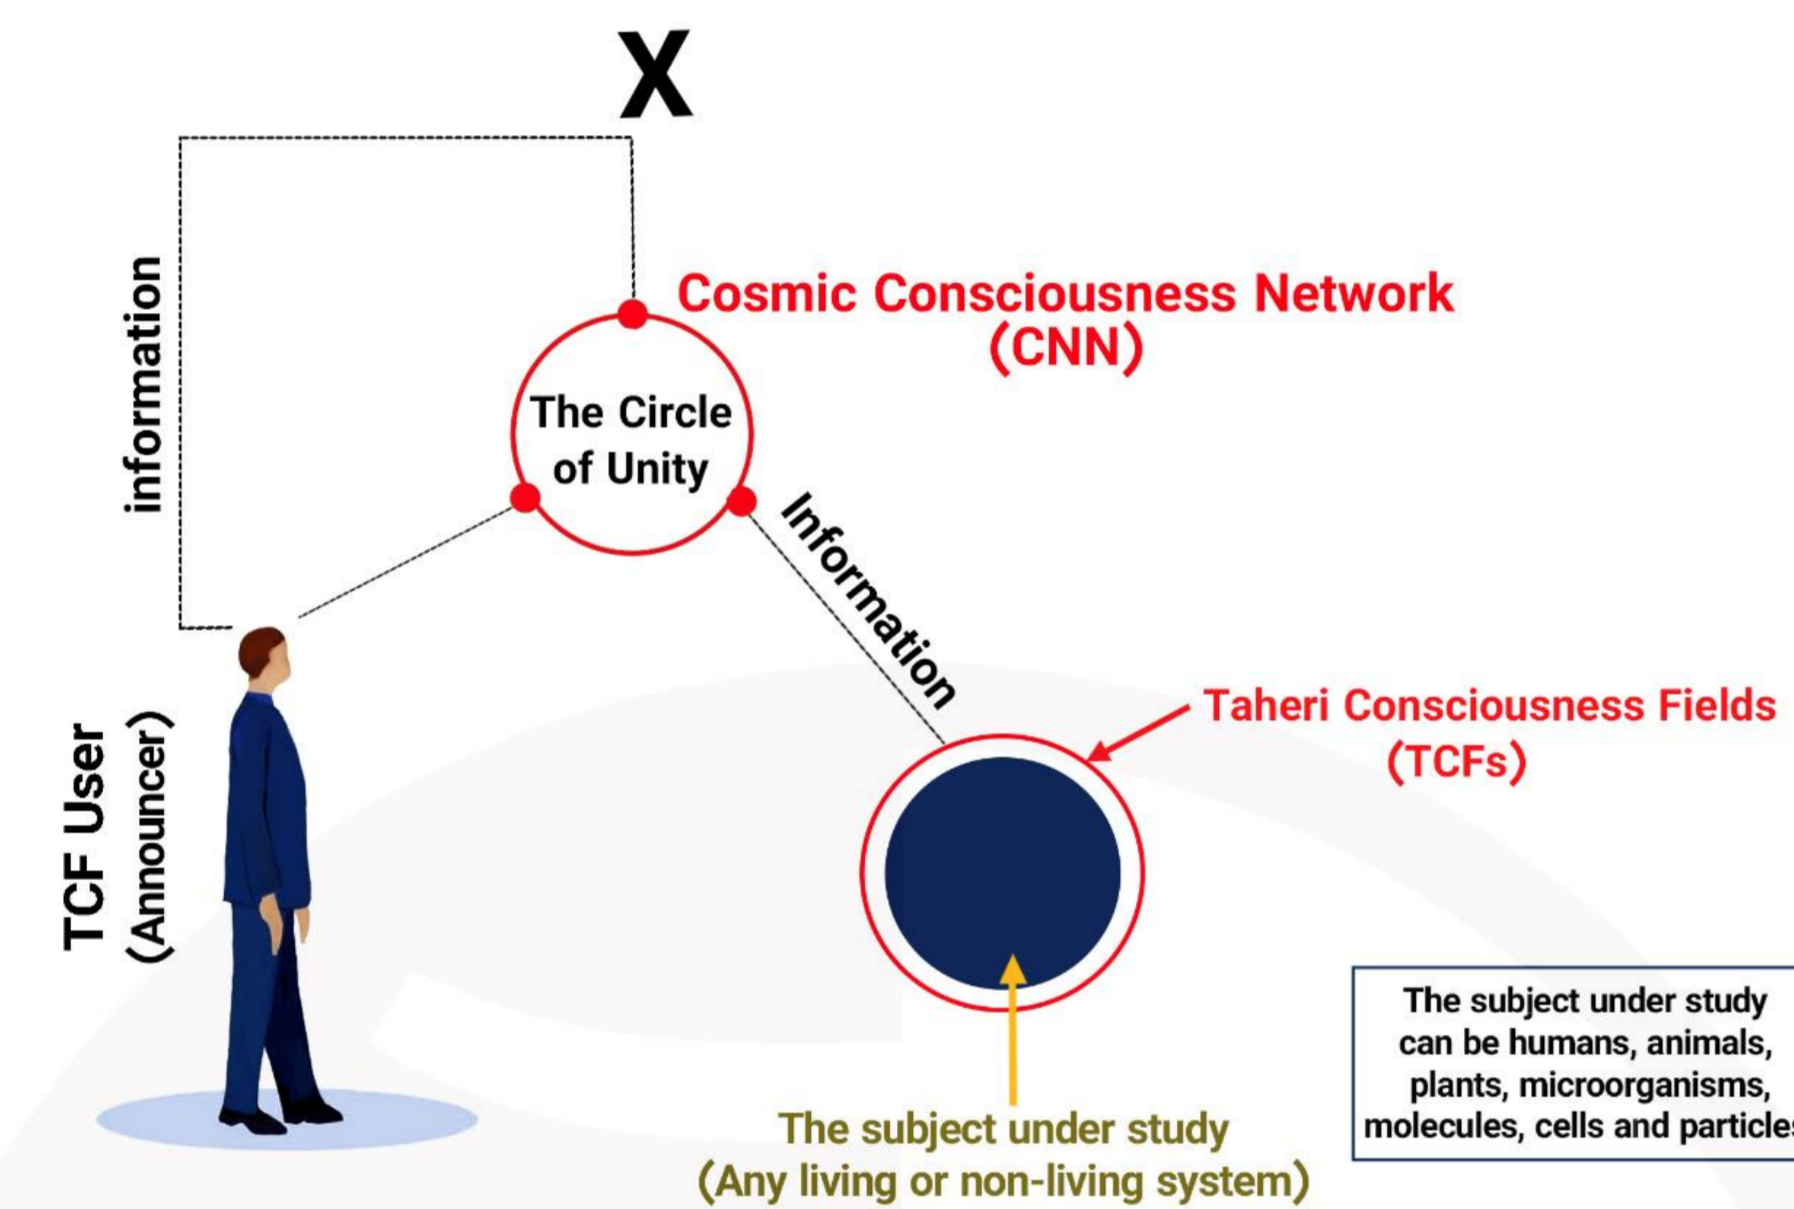 X
information
Cosmic Consciousness Network
(CNN)
The Circle
of Unity
Information
Taheri Consciousness Fields
(TCFs)
TCF User
(Announcer)
The subject under study
can be humans, animals,
plants, microorganisms,
molecules, cells and particles
The subject under study
(Any living or non-living system)